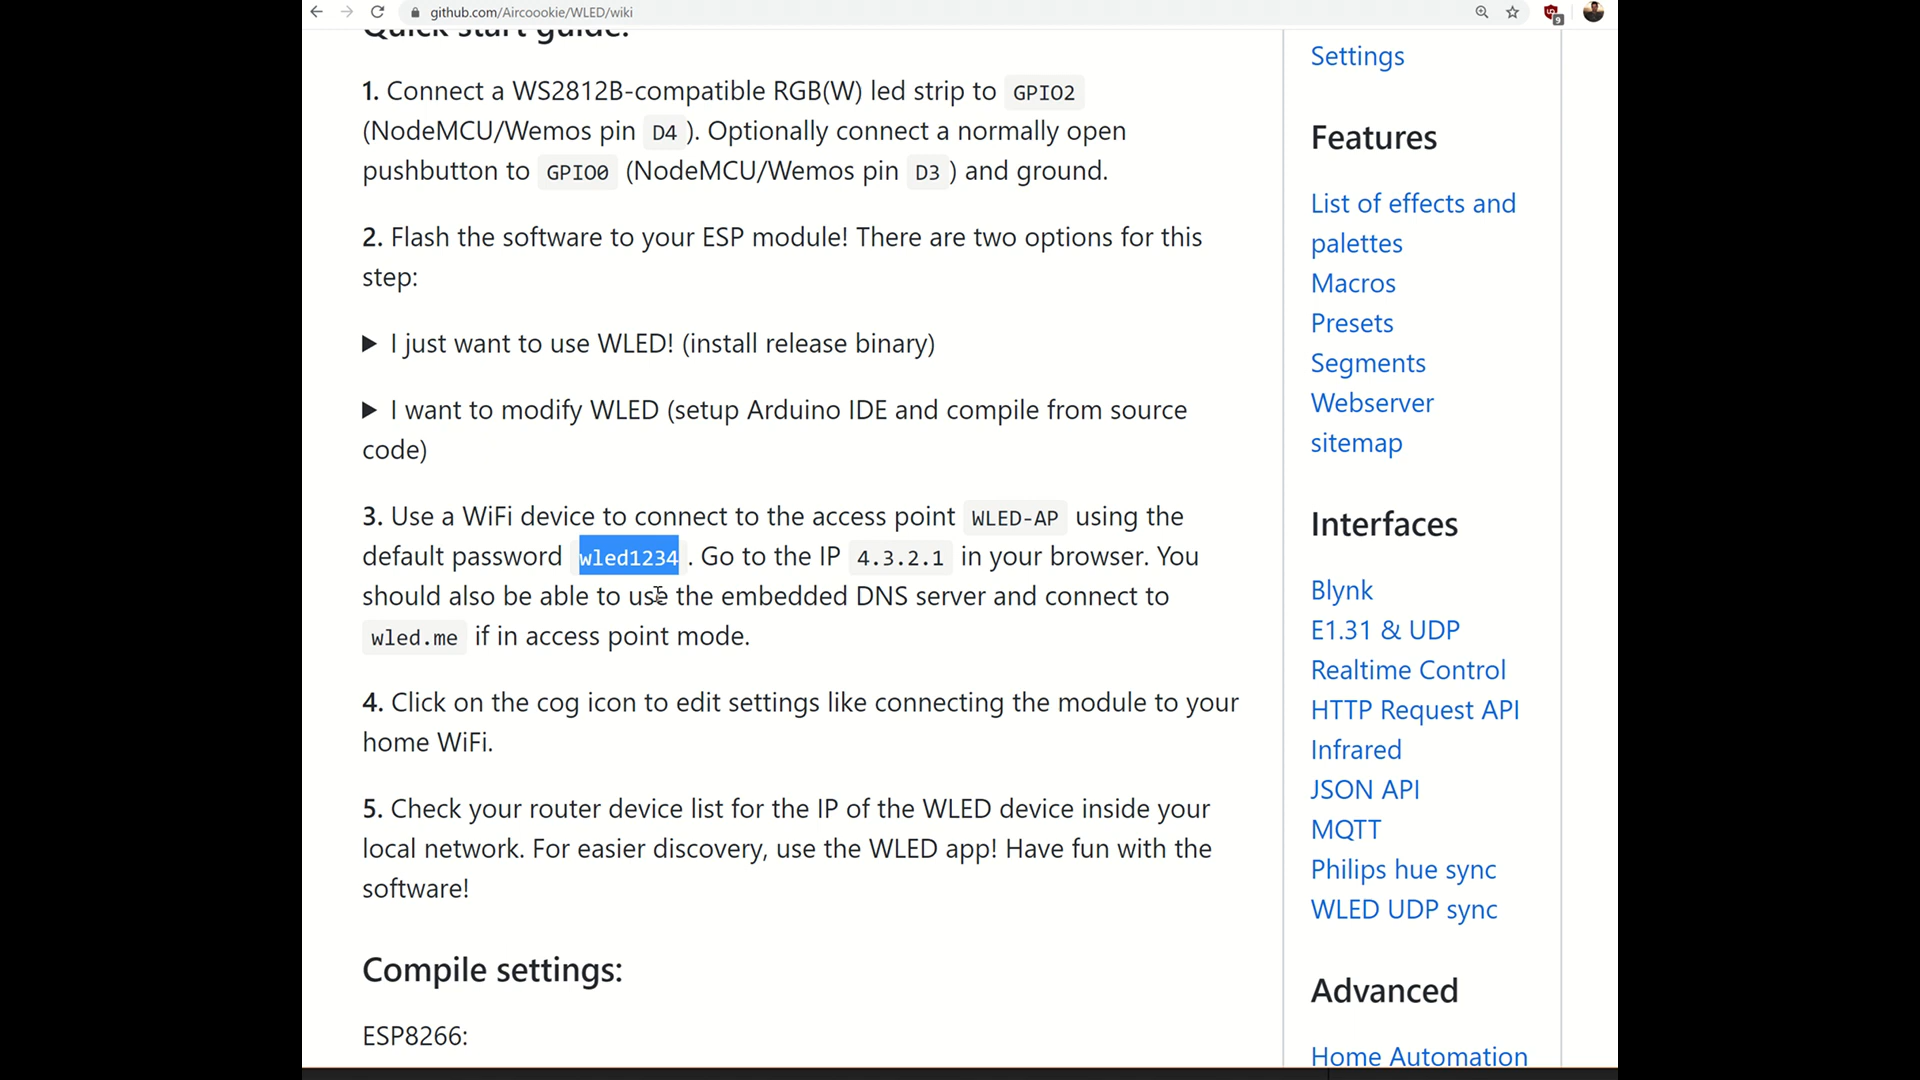 github.com/Aircoookie/WLED/wiki
9
Quick start guide:
1. Connect a WS2812B-compatible RGB(W) led strip to GPIO2
(NodeMCU/Wemos pin D4 ). Optionally connect a normally open
pushbutton to GPIO0 (NodeMCU/Wemos pin D3 ) and ground.
2. Flash the software to your ESP module! There are two options for this
step:
I just want to use WLED! (install release binary)
I want to modify WLED (setup Arduino IDE and compile from source
code)
3. Use a WiFi device to connect to the access point WLED-AP using the
default password wled1234 . Go to the IP 4.3.2.1 in your browser. You
should also be able to use the embedded DNS server and connect to
wled.me if in access point mode.
4. Click on the cog icon to edit settings like connecting the module to your
home WiFi.
5. Check your router device list for the IP of the WLED device inside your
local network. For easier discovery, use the WLED app! Have fun with the
software!
Compile settings:
ESP8266:
Settings
Features
List of effects and
palettes
Macros
Presets
Segments
Webserver
sitemap
Interfaces
Blynk
E1.31 & UDP
Realtime Control
HTTP Request API
Infrared
JSON API
MQTT
Philips hue sync
WLED UDP sync
Advanced
Home Automation